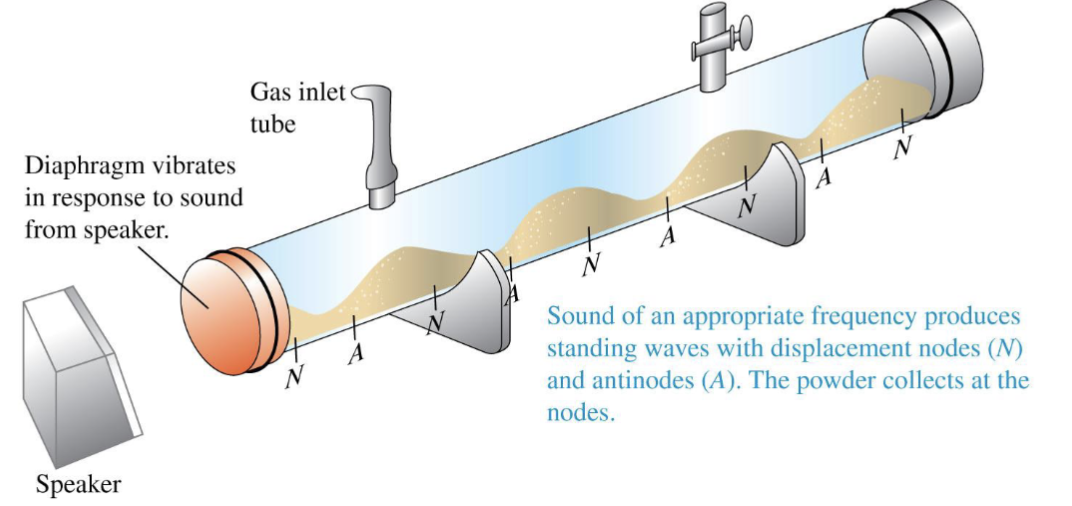 Gas inlet
tube
Diaphragm vibrates
in response to sound
from speaker.
N
A
N
A
N
A
N
A
N
Sound of an appropriate frequency produces
standing waves with displacement nodes (N)
and antinodes (A). The powder collects at the
nodes.
Speaker